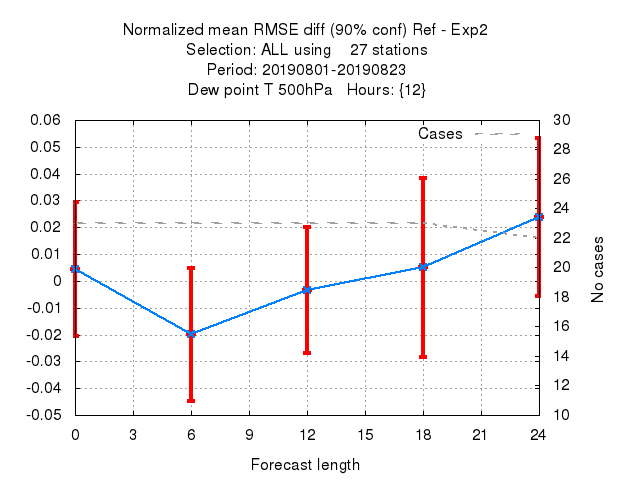 Normalized mean RMSE diff (90% conf) Ref - Exp2
Selection: ALL using    27 stations
Period: 20190801-20190823
Dew point T 500hPa   Hours: {12}
Cases
0.06
0.05
0.04
0.03
0.02
0.01
0
-0.01
-0.02
-0.03
-0.04
-0.05
30
28
26
24
22
20
18
16
14
12
10
No cases
0 3 6 9 12 15 18 21 24
Forecast length